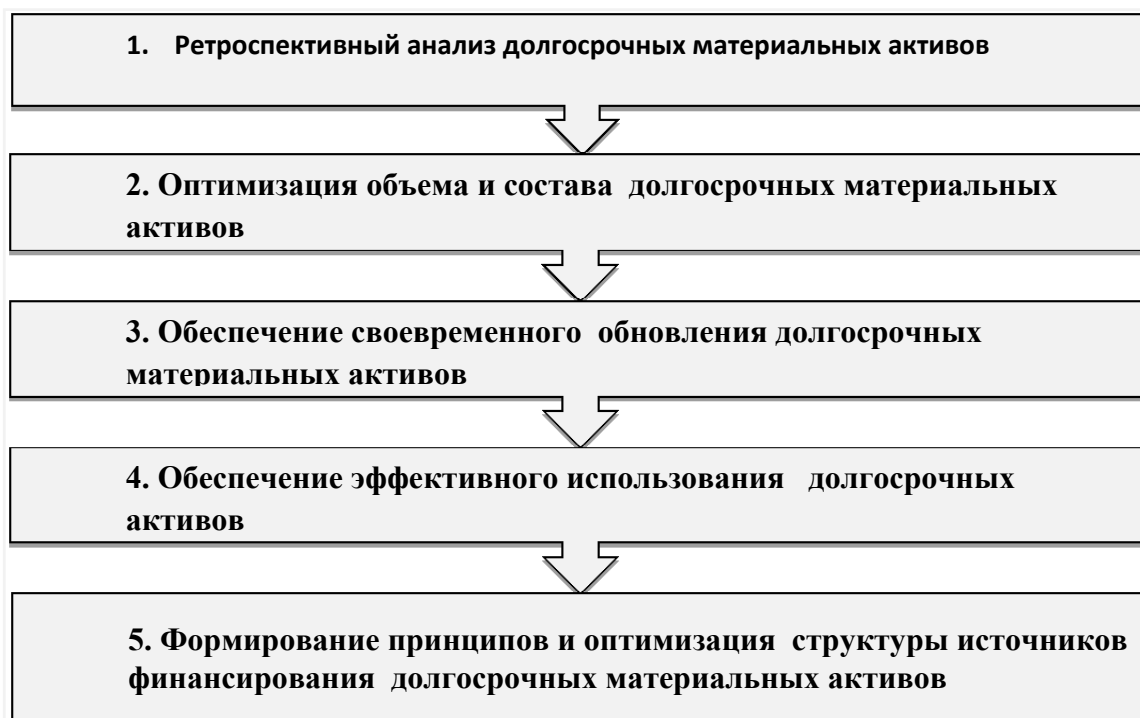 1. Ретроспективный анализ долгосрочных материальных активов
2. Оптимизация объема и состава долгосрочных материальных
активов
3. Обеспечение своевременного обновления долгосрочных
материальных активов
4. Обеспечение эффективного использования долгосрочных
активов
5. Формирование принципов и оптимизация структуры источников
финансирования долгосрочных материальных активов